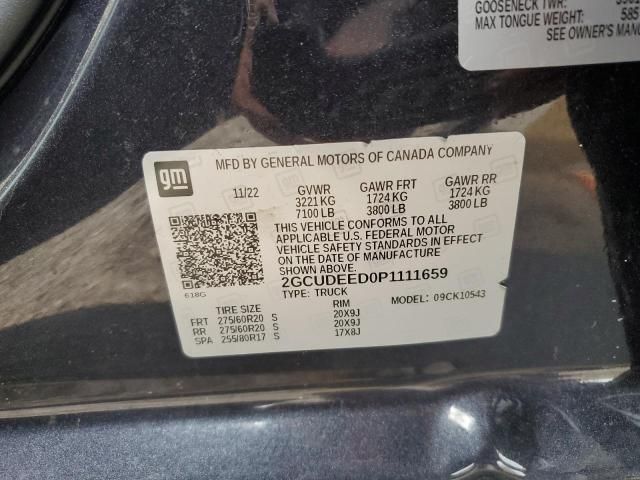 GOOSENECK TWR:
MAX TONGUE WEIGHT: 585
SEE OWNER'S MANU
gm
MFD BY GENERAL MOTORS OF CANADA COMPANY
11/22 GVWR GAWR FRT GAWR RR
3221 KG 1724 KG 1724 KG
7100 LB 3800 LB 3800 LB
THIS VEHICLE CONFORMS TO ALL
APPLICABLE U.S. FEDERAL MOTOR
VEHICLE SAFETY STANDARDS IN EFFECT
ON THE DATE OF MANUFACTURE
SHOWN ABOVE.
2GCUDEED0P1111659
618G TYPE: TRUCK MODEL: 09CK10543
TIRE SIZE RIM
FRT 275/60R20 S 20X9J
RR 275/60R20 S 20X9J
SPA 255/80R17 S 17X8J